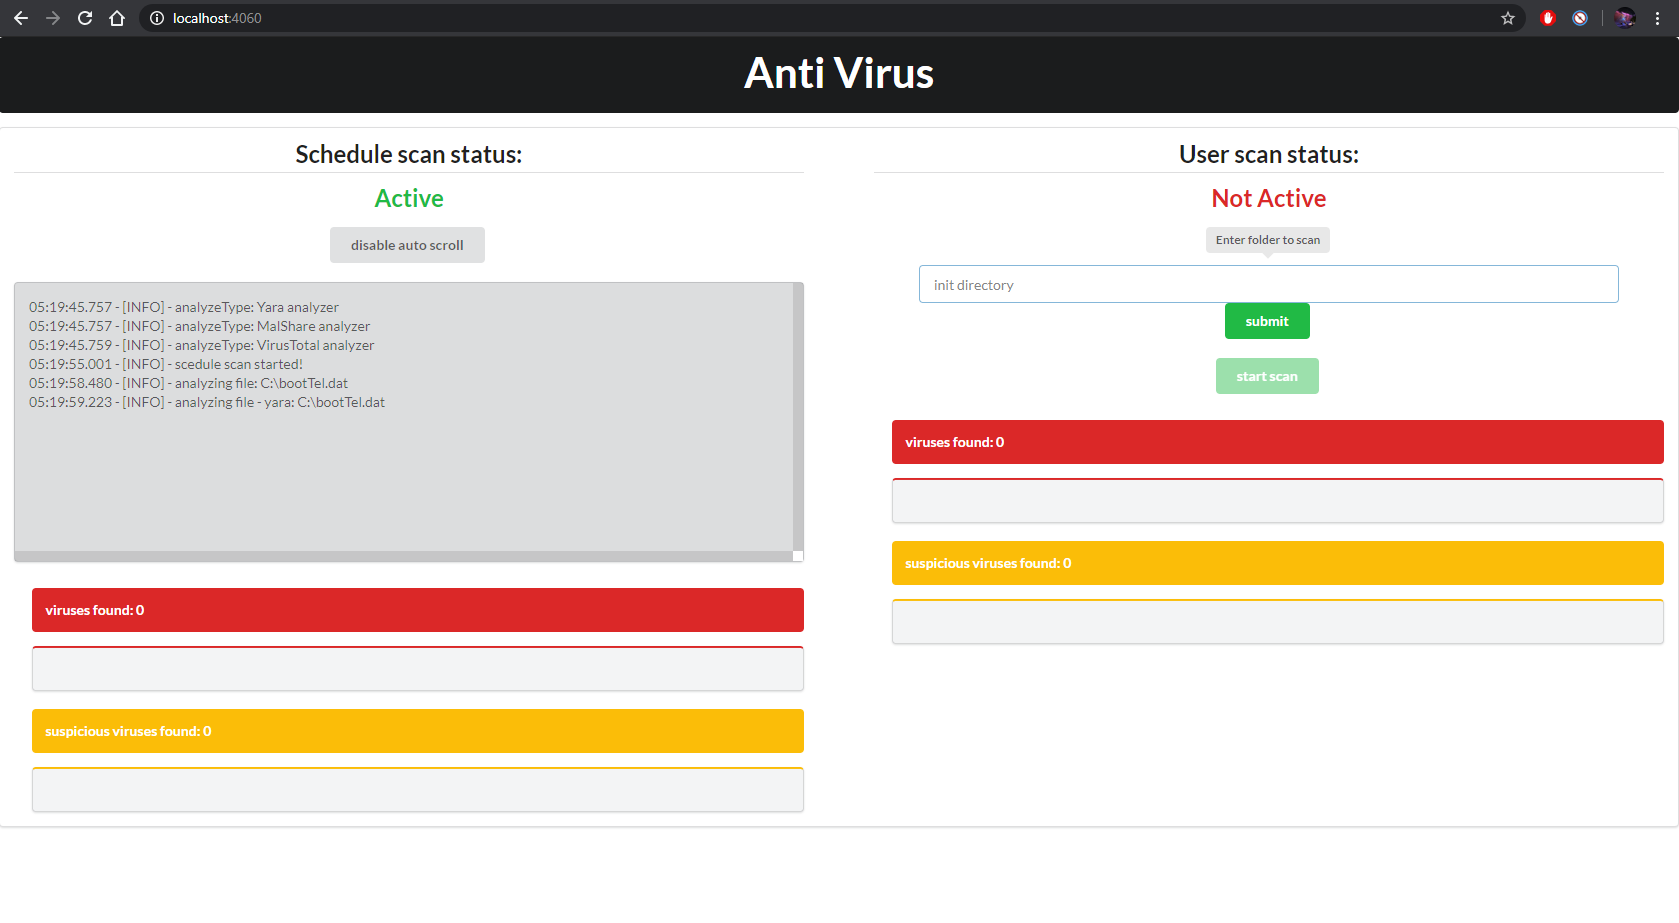 localhost:4060
Anti Virus
Schedule scan status:
Active
disable auto scroll
05:19:45.757 - [INFO] - analyzeType: Yara analyzer
05:19:45.757 - [INFO] - analyzeType: MalShare analyzer
05:19:45.759 - [INFO] - analyzeType: VirusTotal analyzer
05:19:55.001 - [INFO] - scedule scan started!
05:19:58.480 - [INFO] - analyzing file: C:\bootTel.dat
05:19:59.223 - [INFO] - analyzing file - yara: C:\bootTel.dat
viruses found: 0
suspicious viruses found: 0
User scan status:
Not Active
Enter folder to scan
init directory
submit
start scan
viruses found: 0
suspicious viruses found: 0